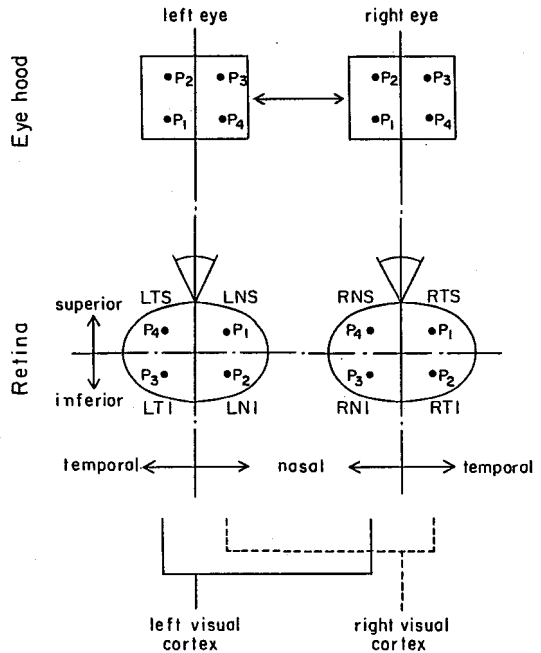 left eye
right eye
Eye hood
P2 P3
P1 P4
P2 P3
P1 P4
LTS LNS
RNS RTS
superior
Retina
inferior
P4 P1
P3 P2
P4 P1
P3 P2
LTI LNI
RNI RTI
temporal
nasal
temporal
left visual
cortex
right visual
cortex